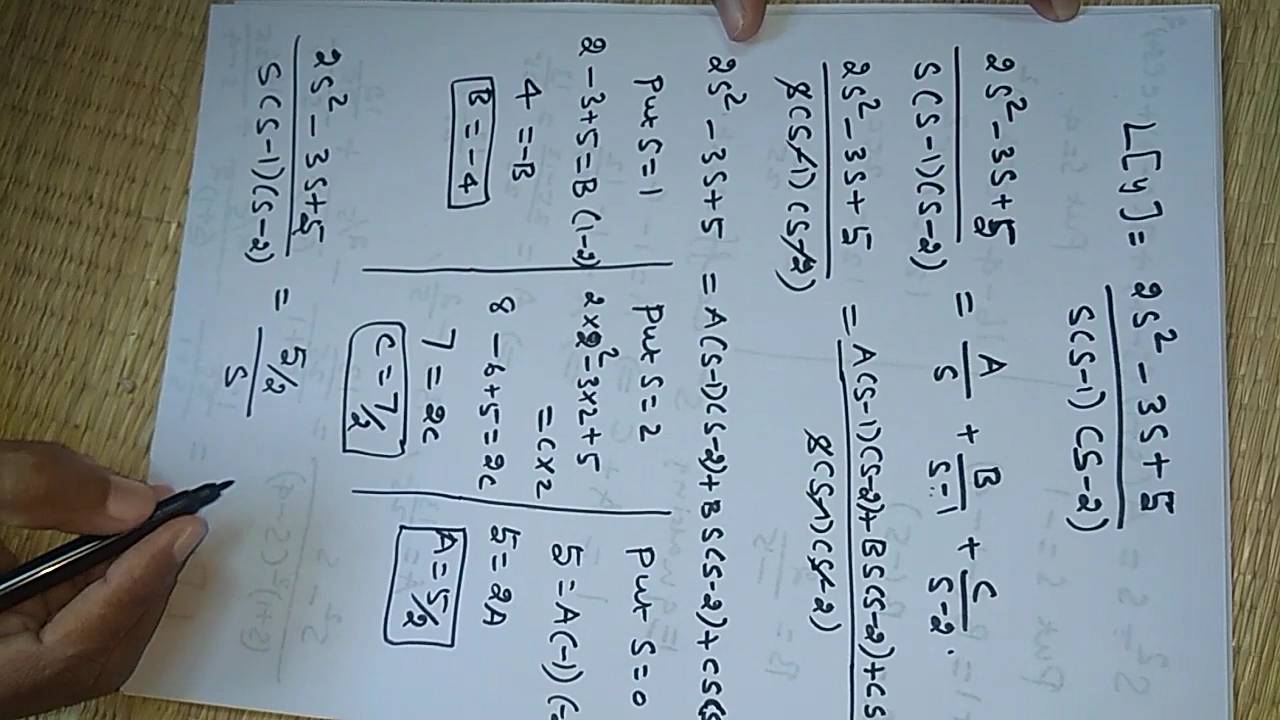 L[y] = 2s² - 3s + 5
s(s-1)(s-2)
2s² - 3s + 5 = A + B + C
s(s-1)(s-2) s s-1 s-2.
2s² - 3s + 5 = A(s-1)(s-2) + Bs(s-2) + Cs
s(s-1)(s-2) s(s-1)(s-2)
2s² - 3s + 5 = A(s-1)(s-2) + Bs(s-2) + Cs(s
Put s = 1
2 - 3 + 5 = B(1-2)
4 = -B
B = -4
Put s = 2
2×2² - 3×2 + 5
= C×2
8 - 6 + 5 = 2C
7 = 2C
C = 7/2
Put s = 0
5 = A(-1)(-
5 = 2A
A = 5/2
2s² - 3s + 5 = 5/2
s(s-1)(s-2) s